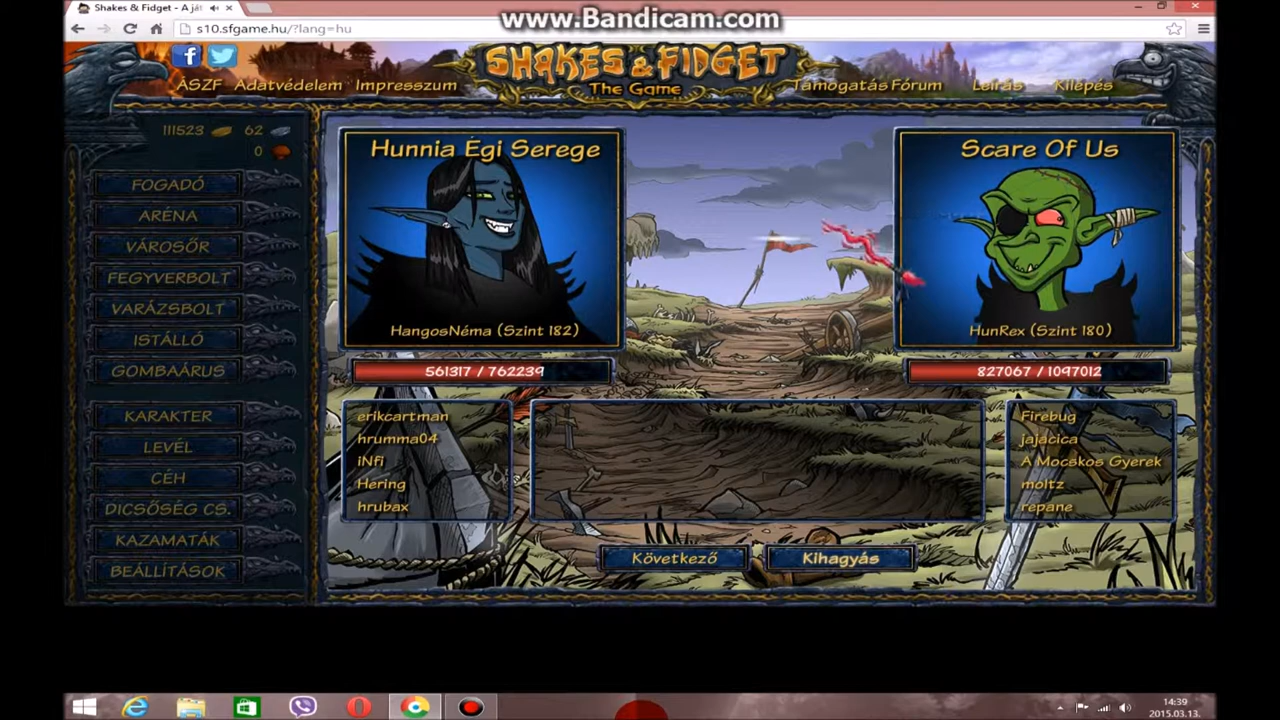 www.Bandicam.com
Shakes & Fidget - A ját
s10.sfgame.hu/?lang=hu
SHAKES & FIDGET
The Game
ÁSZF Adatvédelem Impresszum
Támogatás Fórum Leírás Kilépés
111523 62
0
FOGADÓ
ARÉNA
VÁROSŐR
FEGYVERBOLT
VARÁZSBOLT
ISTÁLLÓ
GOMBAÁRUS
KARAKTER
LEVÉL
CÉH
DICSŐSÉG CS.
KAZAMATÁK
BEÁLLÍTÁSOK
Hunnia Égi Serege
HangosNéma (Szint 182)
561317 / 762239
erikcartman
hrumma04
iNfi
Hering
hrubax
Scare Of Us
HunRex (Szint 180)
827067 / 1097012
Firebug
jajacica
A Mocskos Gyerek
moltz
repane
Következő
Kihagyás
14:39
2015.03.13.